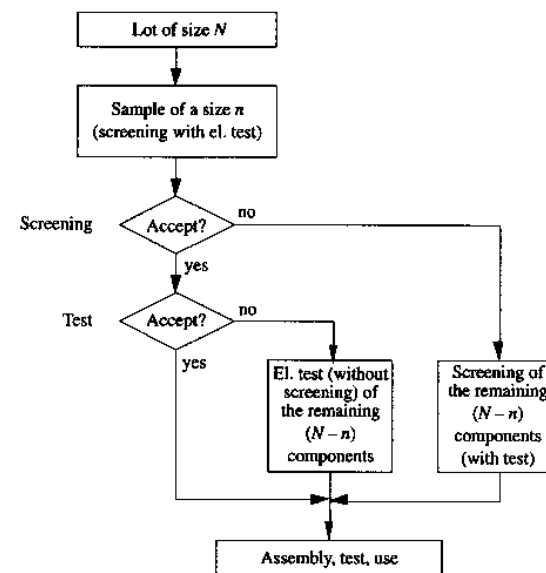 Lot of size N
Sample of a size n
(screening with el. test)
Screening
Accept?
no
yes
Test
Accept?
no
yes
El. test (without
screening) of
the remaining
(N – n)
components
Screening of
the remaining
(N – n)
components
(with test)
Assembly, test, use